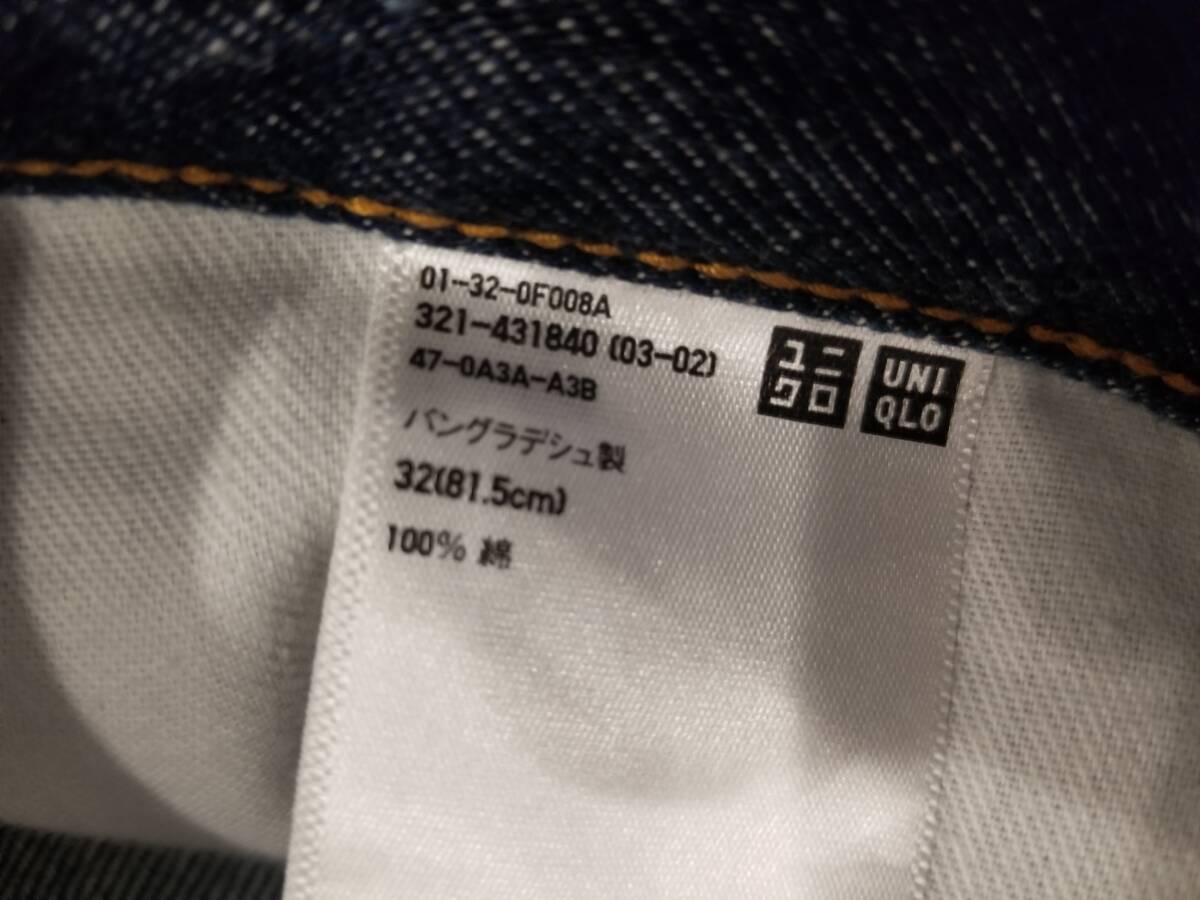 01-32-0F008A
321-431840 (03-02)
47-0A3A-A3B
バングラデシュ製
32(81.5cm)
100% 綿
ユニ
クロ
UNI
QLO